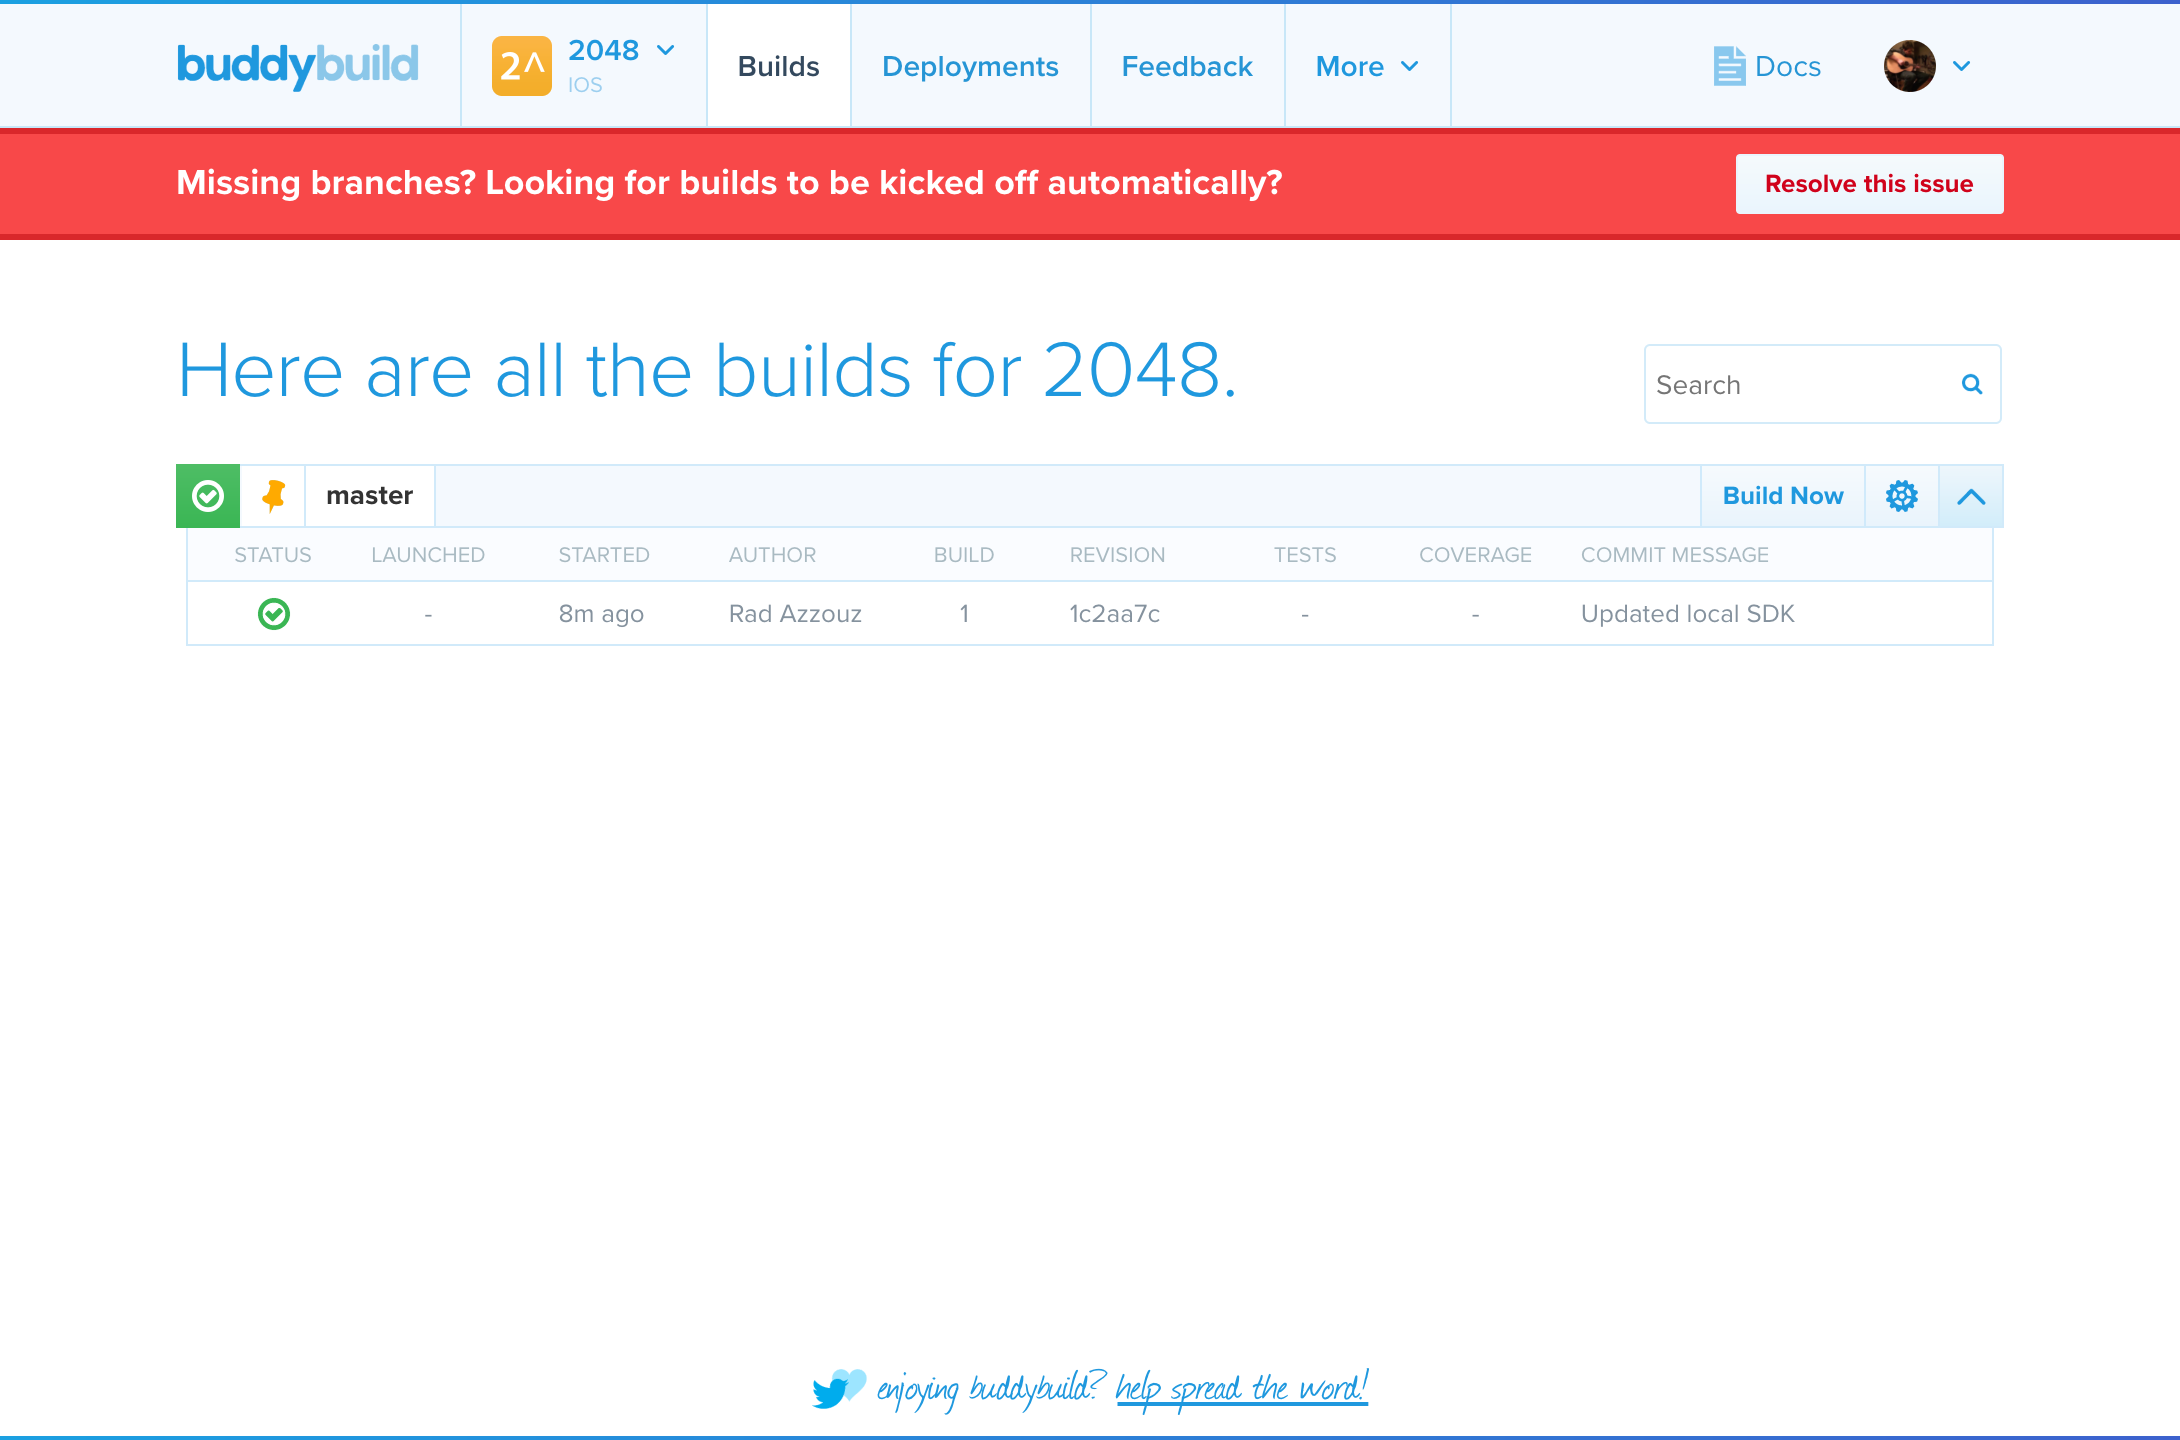 buddybuild
2^
2048
IOS
Builds
Deployments
Feedback
More
Docs
Missing branches? Looking for builds to be kicked off automatically?
Resolve this issue
Here are all the builds for 2048.
Search
master
Build Now
STATUS LAUNCHED STARTED AUTHOR BUILD REVISION TESTS COVERAGE COMMIT MESSAGE
- 8m ago Rad Azzouz 1 1c2aa7c - - Updated local SDK
enjoying buddybuild? help spread the word!